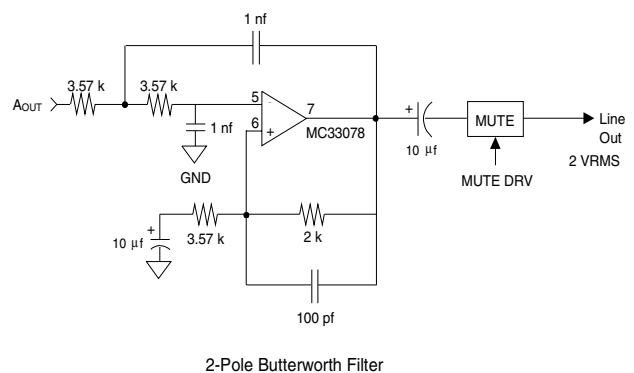 1 nf
3.57 k
3.57 k
AOUT
5
-
7
6
+
MC33078
1 nf
GND
+
10 µf
MUTE
Line
Out
2 VRMS
MUTE DRV
+
10 µf
3.57 k
2 k
100 pf
2-Pole Butterworth Filter